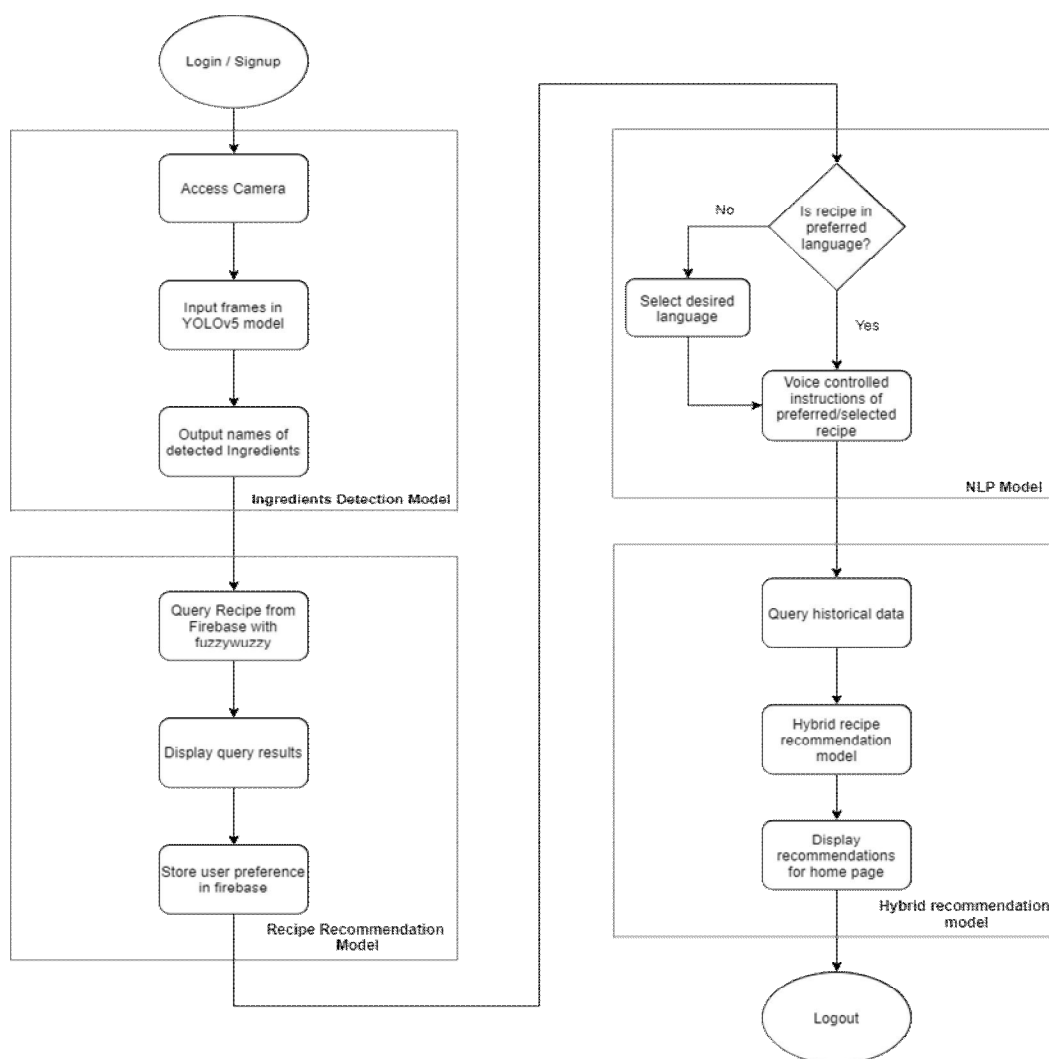 Login / Signup
Access Camera
Input frames in
YOLOv5 model
Output names of
detected Ingredients
Ingredients Detection Model
Query Recipe from
Firebase with
fuzzywuzzy
Display query results
Store user preference
in firebase
Recipe Recommendation
Model
Is recipe in
preferred
language?
No
Select desired
language
Yes
Voice controlled
instructions of
preferred/selected
recipe
NLP Model
Query historical data
Hybrid recipe
recommendation
model
Display
recommendations
for home page
Hybrid recommendation
model
Logout